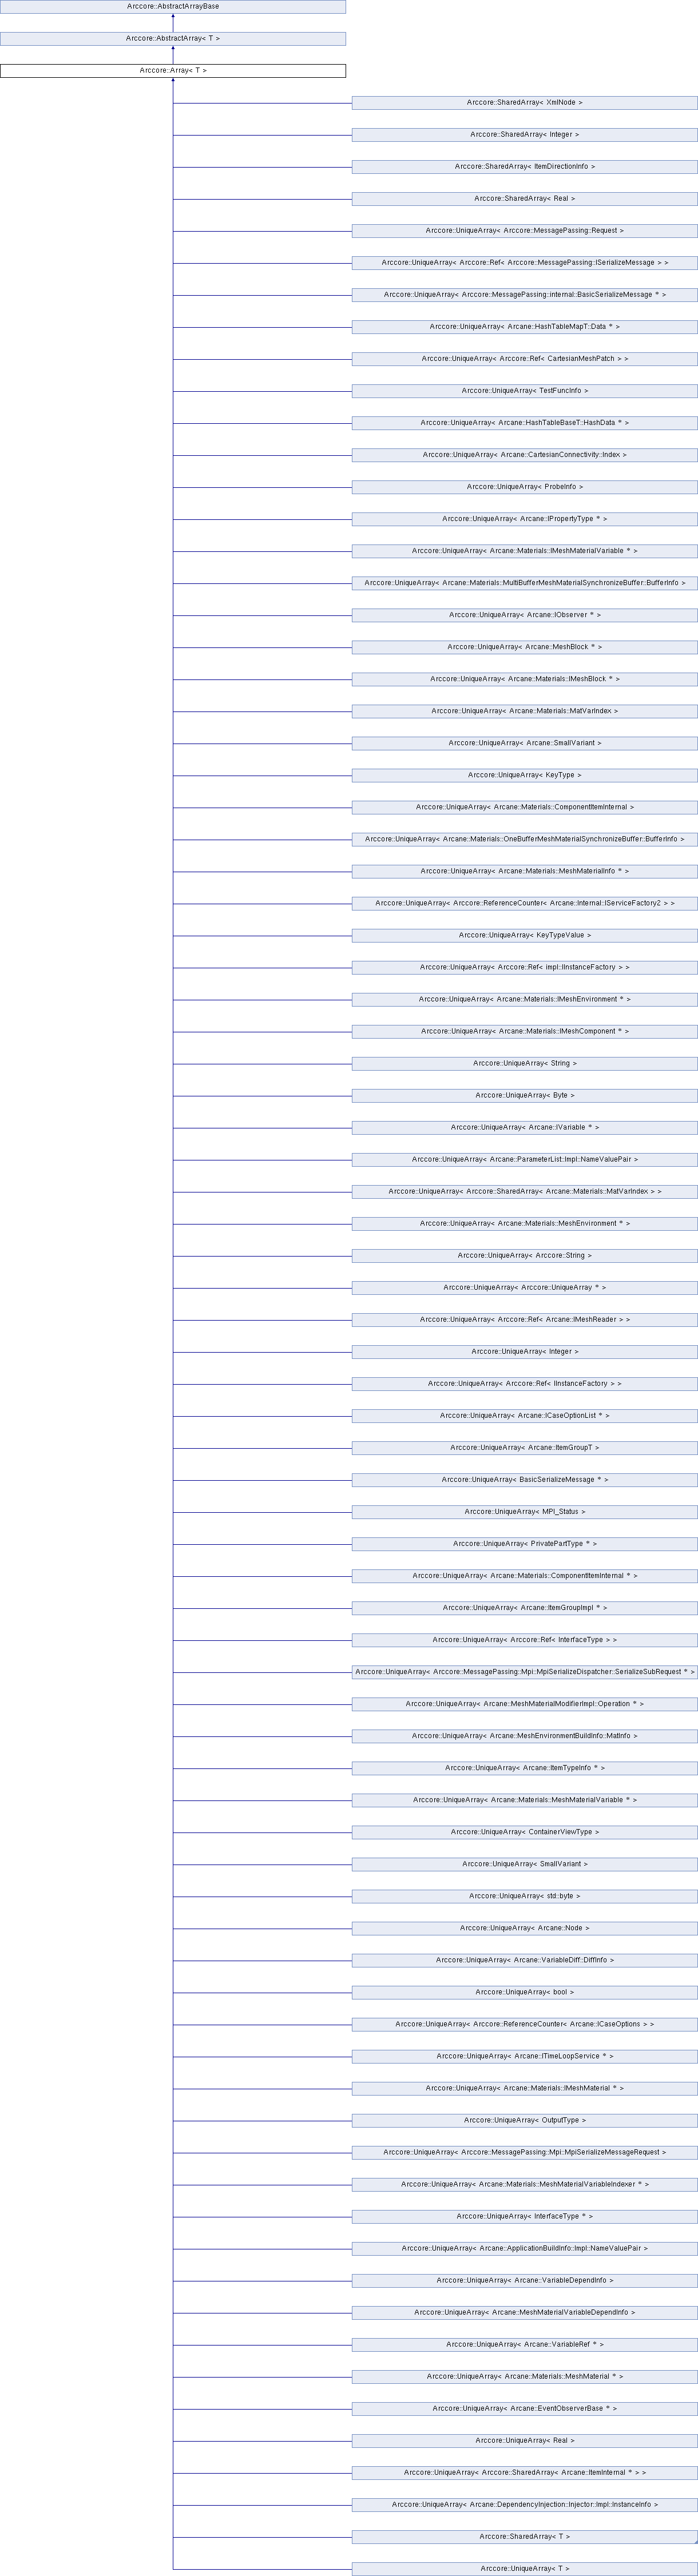 Arccore::AbstractArrayBase
Arccore::AbstractArray< T >
Arccore::Array< T >
Arccore::SharedArray< XmlNode >
Arccore::SharedArray< Integer >
Arccore::SharedArray< ItemDirectionInfo >
Arccore::SharedArray< Real >
Arccore::UniqueArray< Arccore::MessagePassing::Request >
Arccore::UniqueArray< Arccore::Ref< Arccore::MessagePassing::ISerializeMessage > >
Arccore::UniqueArray< Arccore::MessagePassing::internal::BasicSerializeMessage * >
Arccore::UniqueArray< Arcane::HashTableMapT::Data * >
Arccore::UniqueArray< Arccore::Ref< CartesianMeshPatch > >
Arccore::UniqueArray< TestFuncInfo >
Arccore::UniqueArray< Arcane::HashTableBaseT::HashData * >
Arccore::UniqueArray< Arcane::CartesianConnectivity::Index >
Arccore::UniqueArray< ProbeInfo >
Arccore::UniqueArray< Arcane::IPropertyType * >
Arccore::UniqueArray< Arcane::Materials::IMeshMaterialVariable * >
Arccore::UniqueArray< Arcane::Materials::MultiBufferMeshMaterialSynchronizeBuffer::BufferInfo >
Arccore::UniqueArray< Arcane::IObserver * >
Arccore::UniqueArray< Arcane::MeshBlock * >
Arccore::UniqueArray< Arcane::Materials::IMeshBlock * >
Arccore::UniqueArray< Arcane::Materials::MatVarIndex >
Arccore::UniqueArray< Arcane::SmallVariant >
Arccore::UniqueArray< KeyType >
Arccore::UniqueArray< Arcane::Materials::ComponentItemInternal >
Arccore::UniqueArray< Arcane::Materials::OneBufferMeshMaterialSynchronizeBuffer::BufferInfo >
Arccore::UniqueArray< Arcane::Materials::MeshMaterialInfo * >
Arccore::UniqueArray< Arccore::ReferenceCounter< Arcane::Internal::IServiceFactory2 > >
Arccore::UniqueArray< KeyTypeValue >
Arccore::UniqueArray< Arccore::Ref< impl::IInstanceFactory > >
Arccore::UniqueArray< Arcane::Materials::IMeshEnvironment * >
Arccore::UniqueArray< Arcane::Materials::IMeshComponent * >
Arccore::UniqueArray< String >
Arccore::UniqueArray< Byte >
Arccore::UniqueArray< Arcane::IVariable * >
Arccore::UniqueArray< Arcane::ParameterList::Impl::NameValuePair >
Arccore::UniqueArray< Arccore::SharedArray< Arcane::Materials::MatVarIndex > >
Arccore::UniqueArray< Arcane::Materials::MeshEnvironment * >
Arccore::UniqueArray< Arccore::String >
Arccore::UniqueArray< Arccore::UniqueArray * >
Arccore::UniqueArray< Arccore::Ref< Arcane::IMeshReader > >
Arccore::UniqueArray< Integer >
Arccore::UniqueArray< Arccore::Ref< IInstanceFactory > >
Arccore::UniqueArray< Arcane::ICaseOptionList * >
Arccore::UniqueArray< Arcane::ItemGroupT >
Arccore::UniqueArray< BasicSerializeMessage * >
Arccore::UniqueArray< MPI_Status >
Arccore::UniqueArray< PrivatePartType * >
Arccore::UniqueArray< Arcane::Materials::ComponentItemInternal * >
Arccore::UniqueArray< Arcane::ItemGroupImpl * >
Arccore::UniqueArray< Arccore::Ref< InterfaceType > >
Arccore::UniqueArray< Arccore::MessagePassing::Mpi::MpiSerializeDispatcher::SerializeSubRequest * >
Arccore::UniqueArray< Arcane::MeshMaterialModifierImpl::Operation * >
Arccore::UniqueArray< Arcane::MeshEnvironmentBuildInfo::MatInfo >
Arccore::UniqueArray< Arcane::ItemTypeInfo * >
Arccore::UniqueArray< Arcane::Materials::MeshMaterialVariable * >
Arccore::UniqueArray< ContainerViewType >
Arccore::UniqueArray< SmallVariant >
Arccore::UniqueArray< std::byte >
Arccore::UniqueArray< Arcane::Node >
Arccore::UniqueArray< Arcane::VariableDiff::DiffInfo >
Arccore::UniqueArray< bool >
Arccore::UniqueArray< Arccore::ReferenceCounter< Arcane::ICaseOptions > >
Arccore::UniqueArray< Arcane::ITimeLoopService * >
Arccore::UniqueArray< Arcane::Materials::IMeshMaterial * >
Arccore::UniqueArray< OutputType >
Arccore::UniqueArray< Arccore::MessagePassing::Mpi::MpiSerializeMessageRequest >
Arccore::UniqueArray< Arcane::Materials::MeshMaterialVariableIndexer * >
Arccore::UniqueArray< InterfaceType * >
Arccore::UniqueArray< Arcane::ApplicationBuildInfo::Impl::NameValuePair >
Arccore::UniqueArray< Arcane::VariableDependInfo >
Arccore::UniqueArray< Arcane::MeshMaterialVariableDependInfo >
Arccore::UniqueArray< Arcane::VariableRef * >
Arccore::UniqueArray< Arcane::Materials::MeshMaterial * >
Arccore::UniqueArray< Arcane::EventObserverBase * >
Arccore::UniqueArray< Real >
Arccore::UniqueArray< Arccore::SharedArray< Arcane::ItemInternal * > >
Arccore::UniqueArray< Arcane::DependencyInjection::Injector::Impl::InstanceInfo >
Arccore::SharedArray< T >
Arccore::UniqueArray< T >